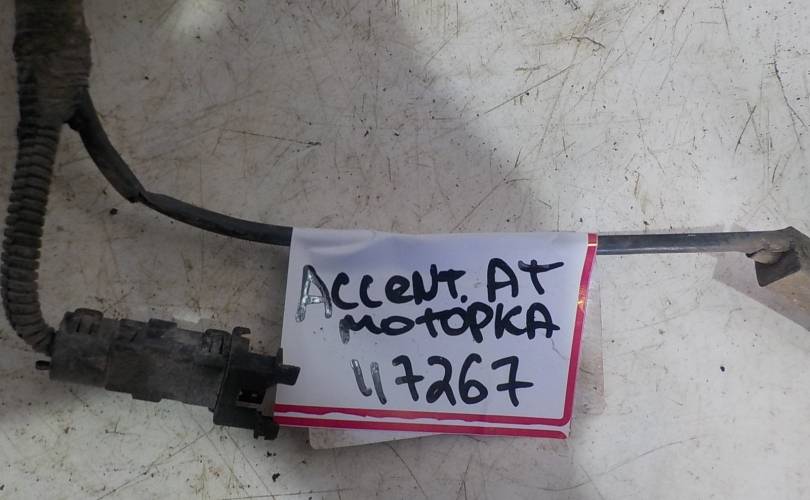 Accent. AT
моторка
117267